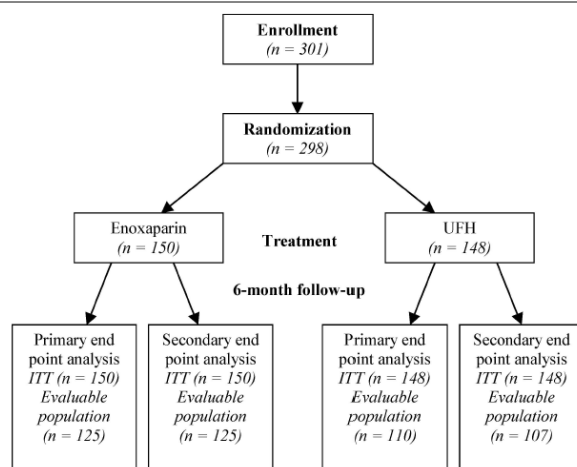 Enrollment
(n = 301)
Randomization
(n = 298)
Enoxaparin
(n = 150)
Treatment
UFH
(n = 148)
6-month follow-up
Primary end
point analysis
ITT (n = 150)
Evaluable
population
(n = 125)
Secondary end
point analysis
ITT (n = 150)
Evaluable
population
(n = 125)
Primary end
point analysis
ITT (n = 148)
Evaluable
population
(n = 110)
Secondary end
point analysis
ITT (n = 148)
Evaluable
population
(n = 107)